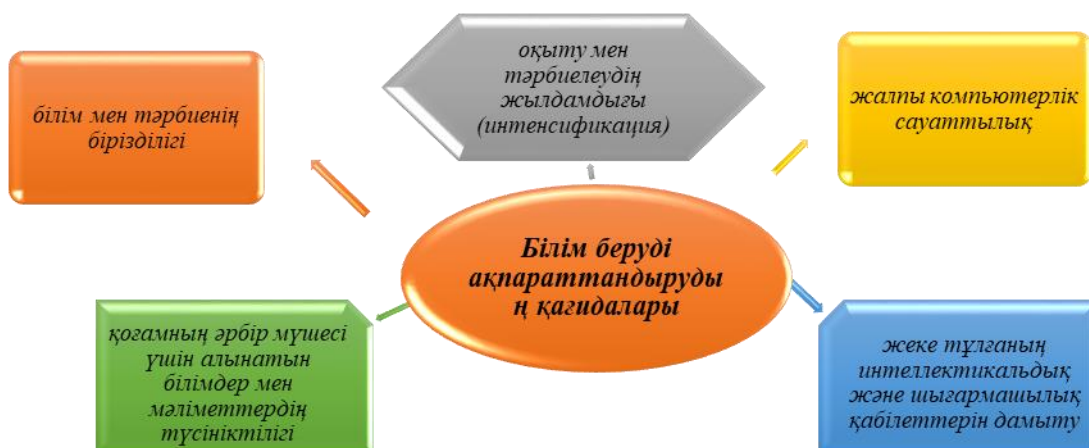 білім мен тәрбиенің
бірізділігі
оқыту мен
тәрбиелеудің
жылдамдығы
(интенсификация)
жалпы компьютерлік
сауаттылық
Білім беруді
ақпараттандыруды
ң қағидалары
қоғамның әрбір мүшесі
үшін алынатын
білімдер мен
мәліметтердің
түсініктілігі
жеке тұлғаның
интеллектикальдық
және шығармашылық
қабілеттерін дамыту